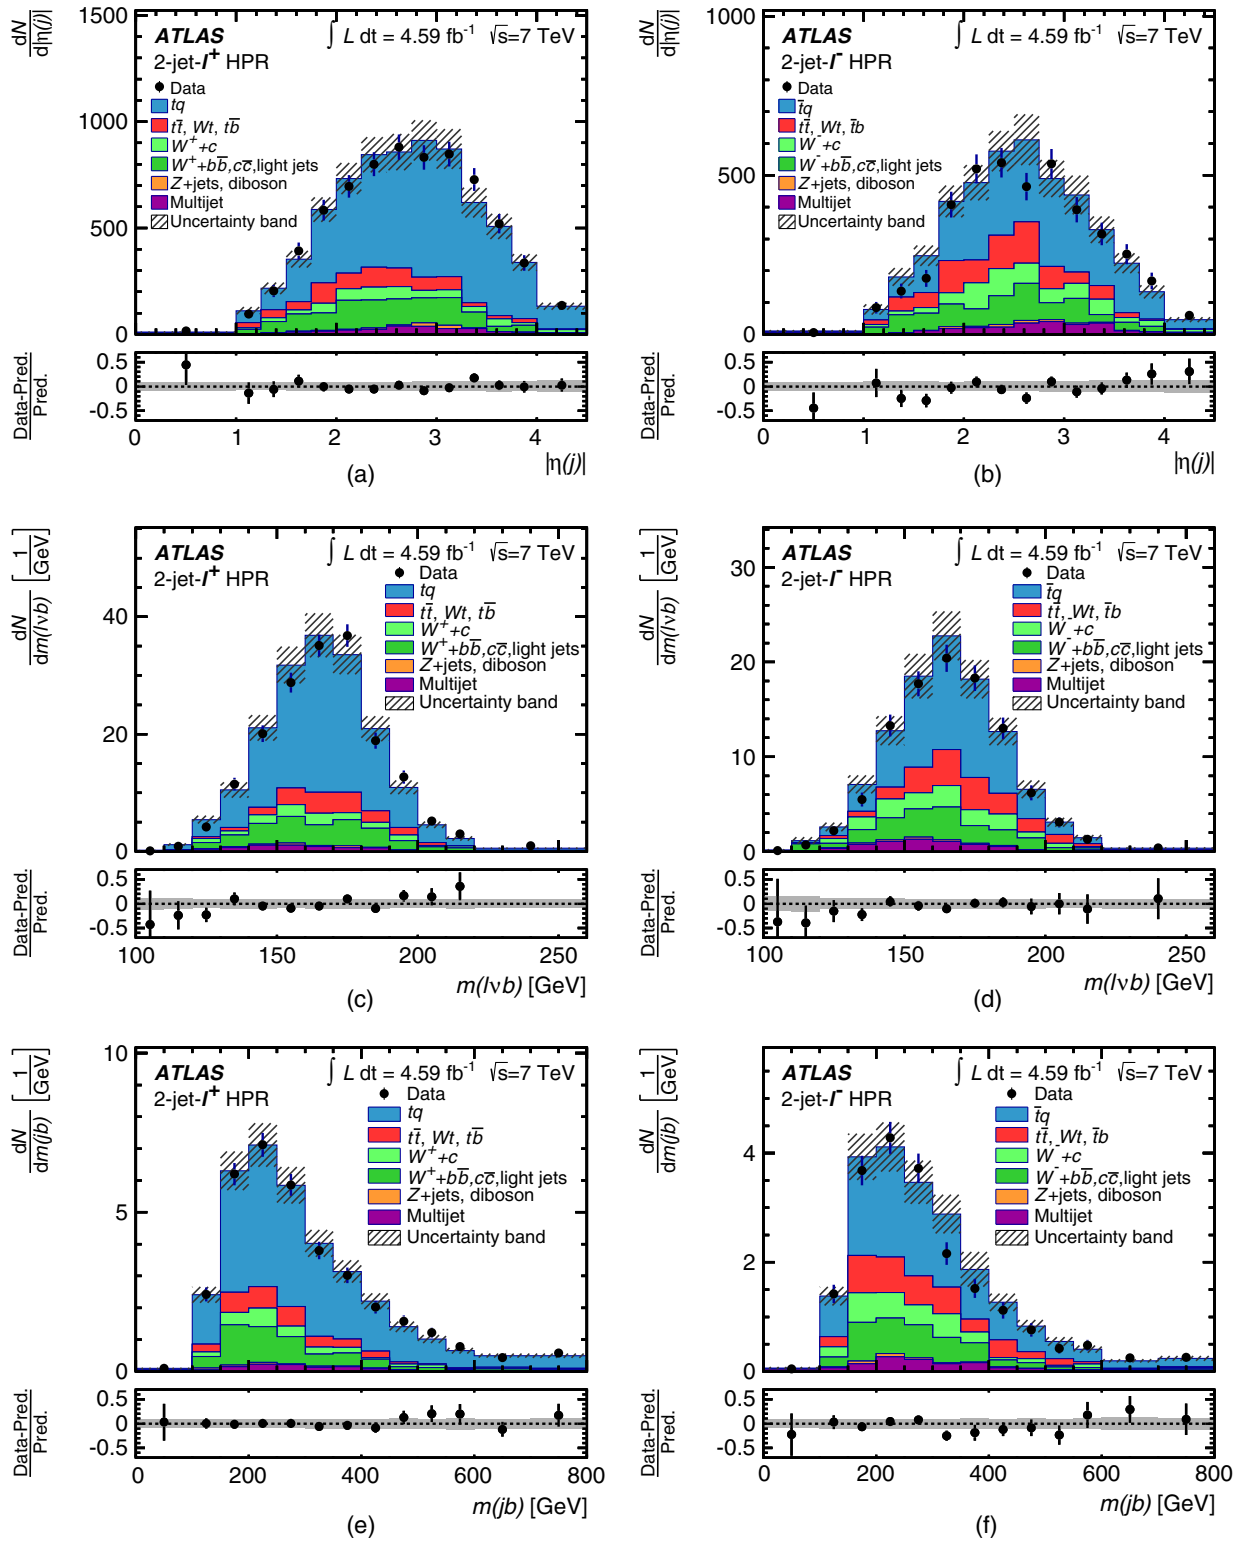 dN
d|η(j)|
1500
1000
500
0
ATLAS
∫ L dt = 4.59 fb⁻¹ √s=7 TeV
2-jet-l⁺ HPR
Data
tq
tt̄, Wt, tb̄
W⁺+c
W⁺+bb̄,cc̄,light jets
Z+jets, diboson
Multijet
Uncertainty band
Data-Pred.
Pred.
0.5
0
-0.5
0 1 2 3 4
|η(j)|
(a)
dN
d|η(j)|
1000
500
0
ATLAS
∫ L dt = 4.59 fb⁻¹ √s=7 TeV
2-jet-l⁻ HPR
Data
t̄q
tt̄, Wt, t̄b
W⁻+c
W⁻+bb̄,cc̄,light jets
Z+jets, diboson
Multijet
Uncertainty band
Data-Pred.
Pred.
0.5
0
-0.5
0 1 2 3 4
|η(j)|
(b)
dN
dm(lνb) [1/GeV]
40
20
0
ATLAS
∫ L dt = 4.59 fb⁻¹ √s=7 TeV
2-jet-l⁺ HPR
Data
tq
tt̄, Wt, tb̄
W⁺+c
W⁺+bb̄,cc̄,light jets
Z+jets, diboson
Multijet
Uncertainty band
Data-Pred.
Pred.
0.5
0
-0.5
100 150 200 250
m(lνb) [GeV]
(c)
dN
dm(lνb) [1/GeV]
30
20
10
0
ATLAS
∫ L dt = 4.59 fb⁻¹ √s=7 TeV
2-jet-l⁻ HPR
Data
t̄q
tt̄, Wt, t̄b
W⁻+c
W⁻+bb̄,cc̄,light jets
Z+jets, diboson
Multijet
Uncertainty band
Data-Pred.
Pred.
0.5
0
-0.5
100 150 200 250
m(lνb) [GeV]
(d)
dN
dm(jb) [1/GeV]
10
5
0
ATLAS
∫ L dt = 4.59 fb⁻¹ √s=7 TeV
2-jet-l⁺ HPR
Data
tq
tt̄, Wt, tb̄
W⁺+c
W⁺+bb̄,cc̄,light jets
Z+jets, diboson
Multijet
Uncertainty band
Data-Pred.
Pred.
0.5
0
-0.5
0 200 400 600 800
m(jb) [GeV]
(e)
dN
dm(jb) [1/GeV]
4
2
0
ATLAS
∫ L dt = 4.59 fb⁻¹ √s=7 TeV
2-jet-l⁻ HPR
Data
t̄q
tt̄, Wt, t̄b
W⁻+c
W⁻+bb̄,cc̄,light jets
Z+jets, diboson
Multijet
Uncertainty band
Data-Pred.
Pred.
0.5
0
-0.5
0 200 400 600 800
m(jb) [GeV]
(f)